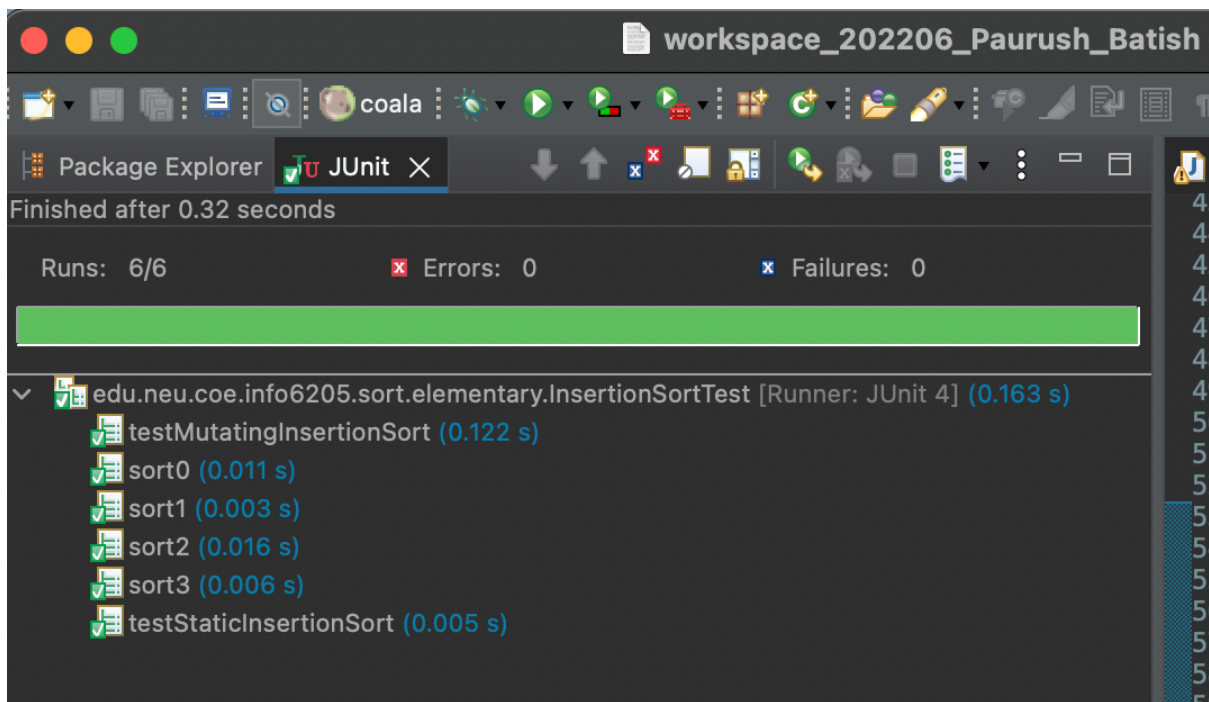 workspace_202206_Paurush_Batish
coala
Package Explorer JUnit
Finished after 0.32 seconds
Runs: 6/6 Errors: 0 Failures: 0
edu.neu.coe.info6205.sort.elementary.InsertionSortTest [Runner: JUnit 4] (0.163 s)
testMutatingInsertionSort (0.122 s)
sort0 (0.011 s)
sort1 (0.003 s)
sort2 (0.016 s)
sort3 (0.006 s)
testStaticInsertionSort (0.005 s)